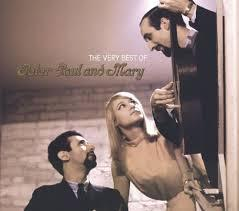 THE VERY BEST OF
Peter Paul and Mary